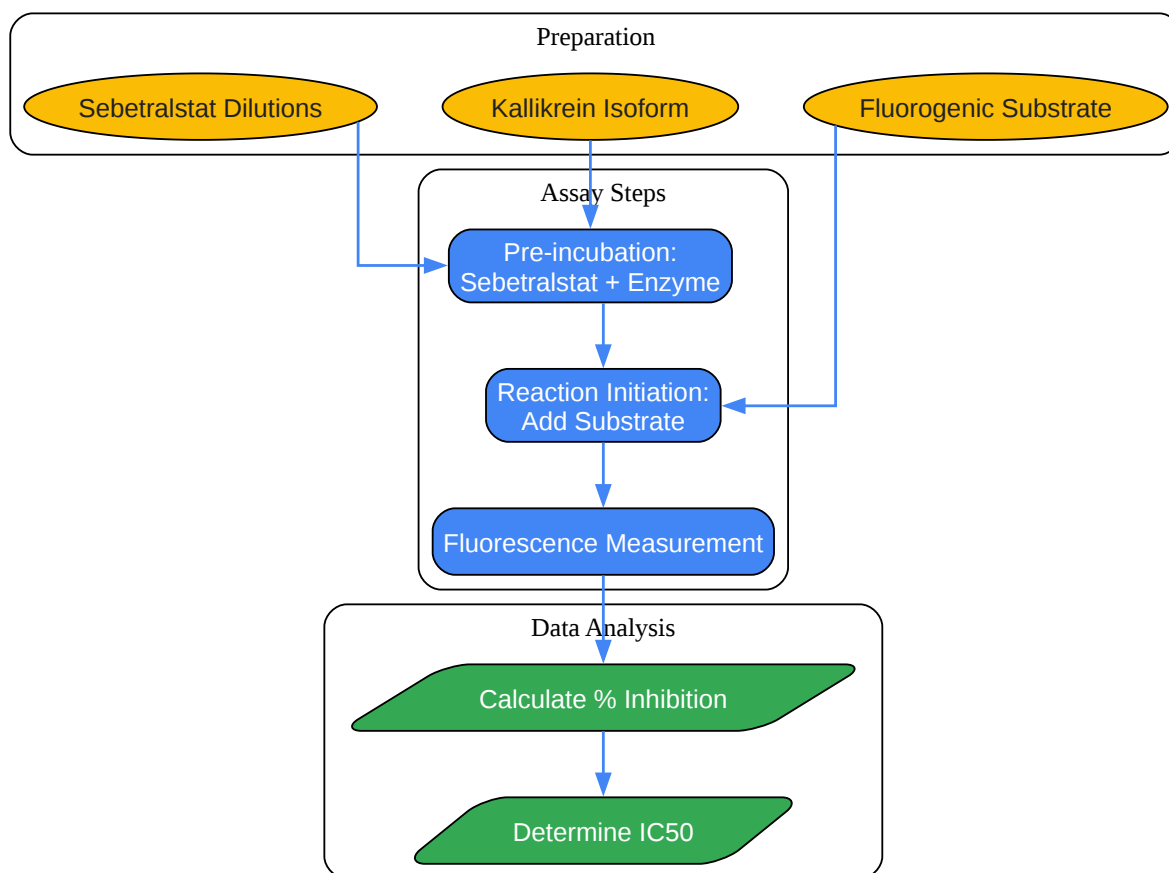 Preparation
Sebetralstat Dilutions
Kallikrein Isoform
Fluorogenic Substrate
Assay Steps
Pre-incubation:
Sebetralstat + Enzyme
Reaction Initiation:
Add Substrate
Fluorescence Measurement
Data Analysis
Calculate % Inhibition
Determine IC50